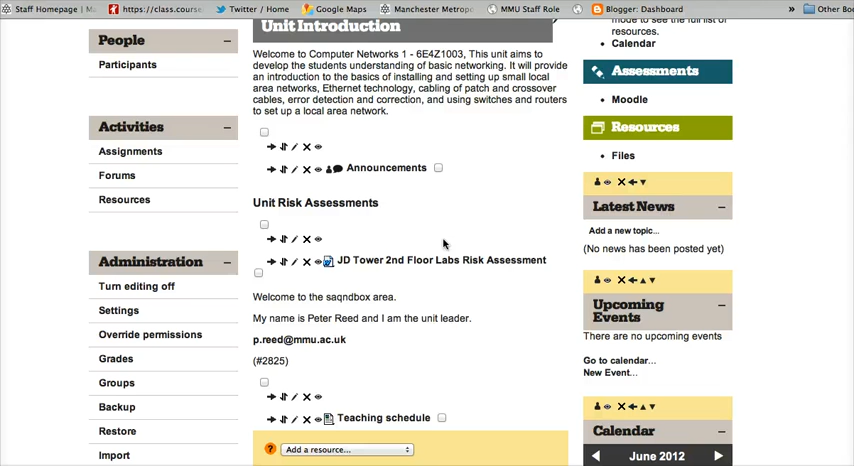 Staff Homepage |
https://class.course
Twitter / Home
Google Maps
Manchester Metrop
MMU Staff Role
Blogger: Dashboard
»
Other Bo
People
Participants
Activities
Assignments
Forums
Resources
Administration
Turn editing off
Settings
Override permissions
Grades
Groups
Backup
Restore
Import
Unit Introduction
Welcome to Computer Networks 1 - 6E4Z1003, This unit aims to
develop the students understanding of basic networking. It will provide
an introduction to the basics of installing and setting up small local
area networks, Ethernet technology, cabling of patch and crossover
cables, error detection and correction, and using switches and routers
to set up a local area network.
Announcements
Unit Risk Assessments
JD Tower 2nd Floor Labs Risk Assessment
Welcome to the saqndbox area.
My name is Peter Reed and I am the unit leader.
p.reed@mmu.ac.uk
(#2825)
Teaching schedule
Add a resource...
mode to see the full list of
resources.
Calendar
Assessments
Moodle
Resources
Files
Latest News
Add a new topic...
(No news has been posted yet)
Upcoming
Events
There are no upcoming events
Go to calendar...
New Event...
Calendar
June 2012